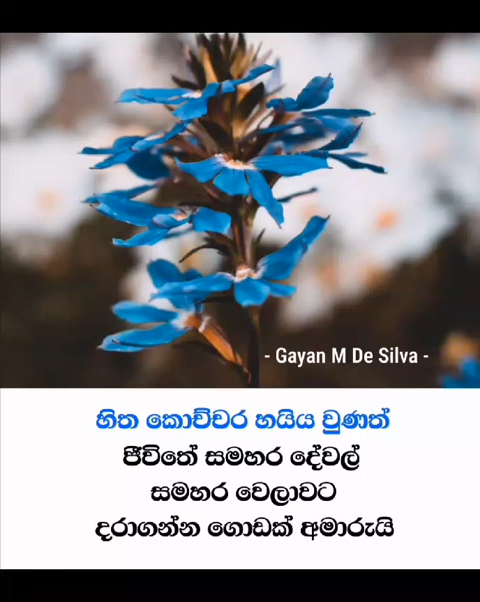 - Gayan M De Silva -
හිත කොච්චර හයිය වුණත්
ජීවිතේ සමහර දේවල්
සමහර වෙලාවට
දරාගන්න ගොඩක් අමාරුයි